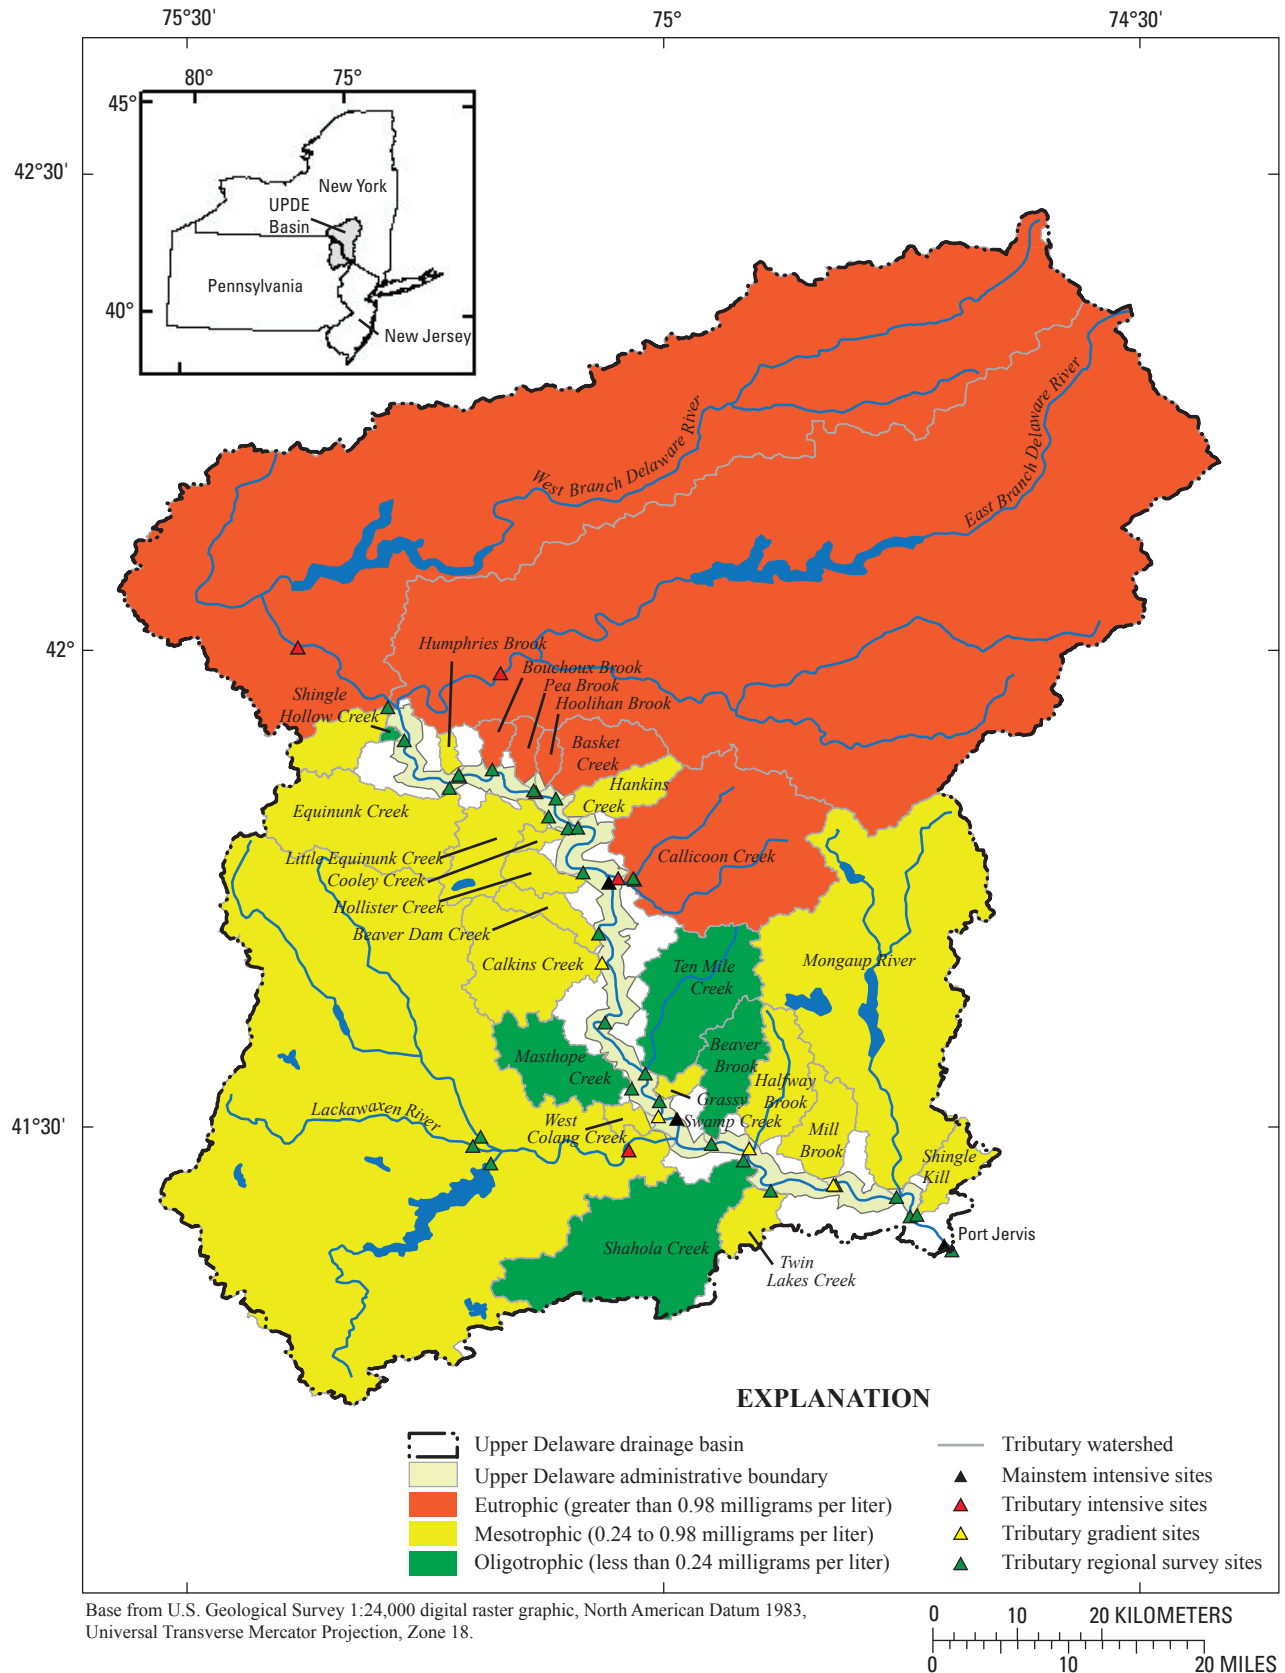 75°30'
75°
74°30'
80°
75°
45°
42°30'
New York
UPDE
Basin
Pennsylvania
40°
New Jersey
West Branch Delaware River
East Branch Delaware River
42°
Humphries Brook
Bouchoux Brook
Pea Brook
Hoolihan Brook
Shingle
Hollow Creek
Basket
Creek
Hankins
Creek
Equinunk Creek
Little Equinunk Creek
Cooley Creek
Hollister Creek
Beaver Dam Creek
Callicoon Creek
Calkins Creek
Ten Mile
Creek
Mongaup River
Masthope
Creek
Beaver
Brook
Halfway
Brook
Grassy
Swamp Creek
Lackawaxen River
41°30'
West
Colang Creek
Mill
Brook
Shingle
Kill
Shahola Creek
Port Jervis
Twin
Lakes Creek
EXPLANATION
Upper Delaware drainage basin
Upper Delaware administrative boundary
Eutrophic (greater than 0.98 milligrams per liter)
Mesotrophic (0.24 to 0.98 milligrams per liter)
Oligotrophic (less than 0.24 milligrams per liter)
Tributary watershed
Mainstem intensive sites
Tributary intensive sites
Tributary gradient sites
Tributary regional survey sites
Base from U.S. Geological Survey 1:24,000 digital raster graphic, North American Datum 1983,
Universal Transverse Mercator Projection, Zone 18.
0 10 20 KILOMETERS
0 10 20 MILES